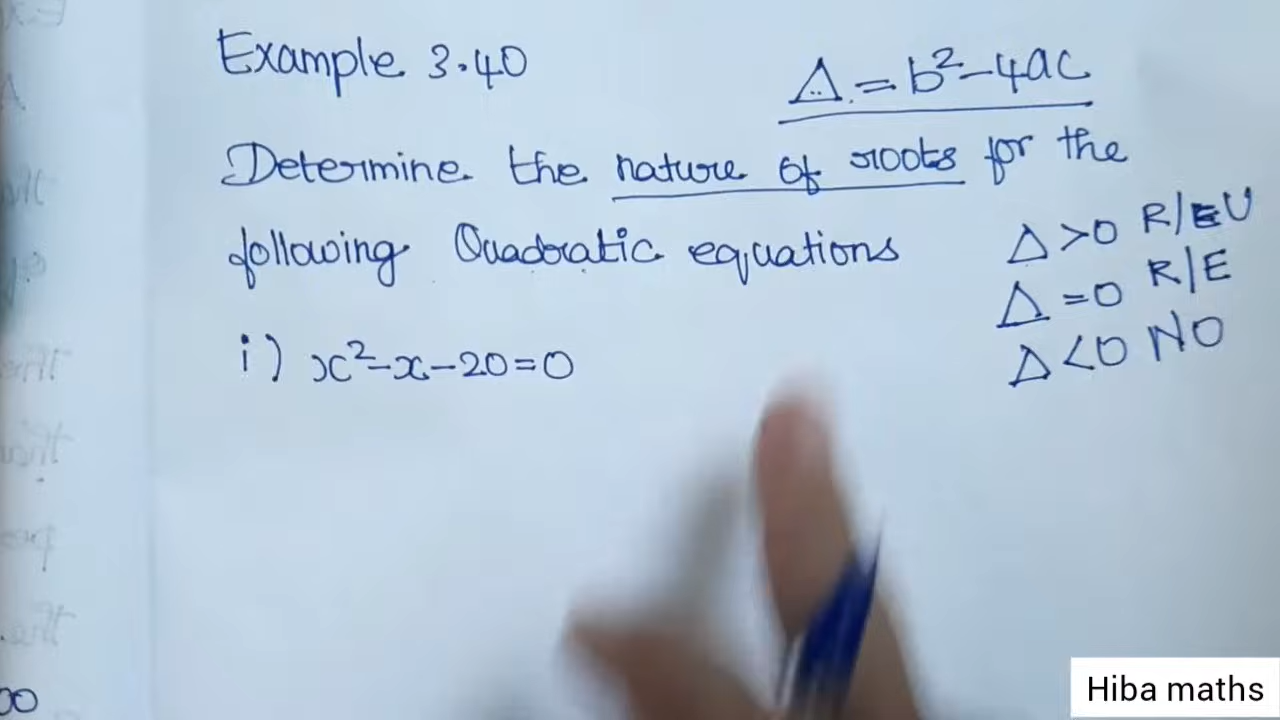 Example 3.40
Δ = b²-4ac
Determine the nature of roots for the
following Quadratic equations
Δ >0 R/EU
Δ =0 R/E
Δ <0 NO
i) x²-x-20=0
Hiba maths